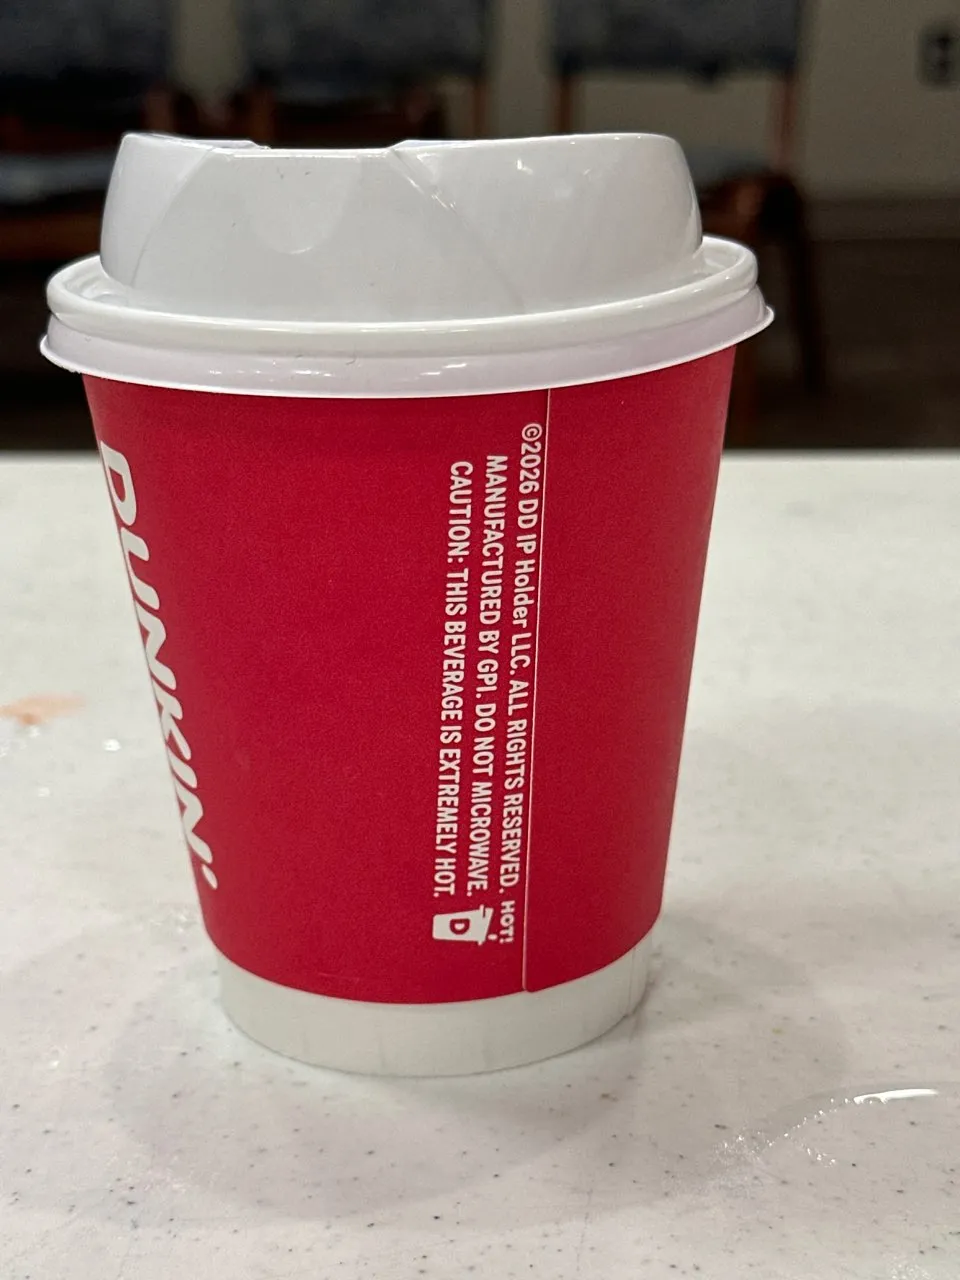 DUNKIN'
©2026 DD IP Holder LLC. ALL RIGHTS RESERVED.
MANUFACTURED BY GPI. DO NOT MICROWAVE.
CAUTION: THIS BEVERAGE IS EXTREMELY HOT.
HOT!
D